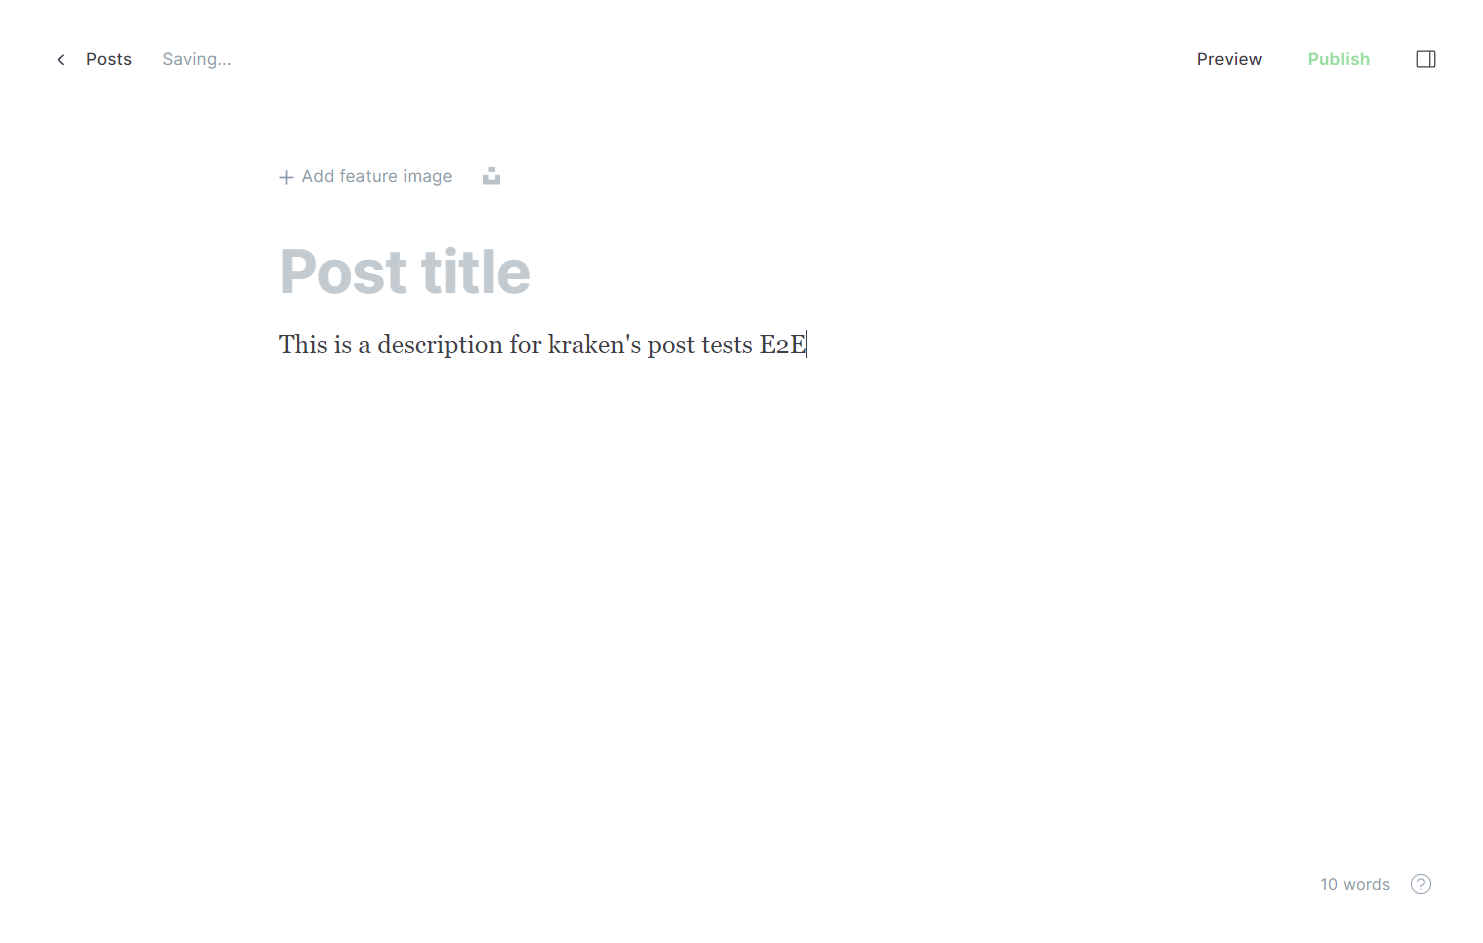 Posts
Saving...
Preview
Publish
Add feature image
Post title
This is a description for kraken's post tests E2E
10 words
?